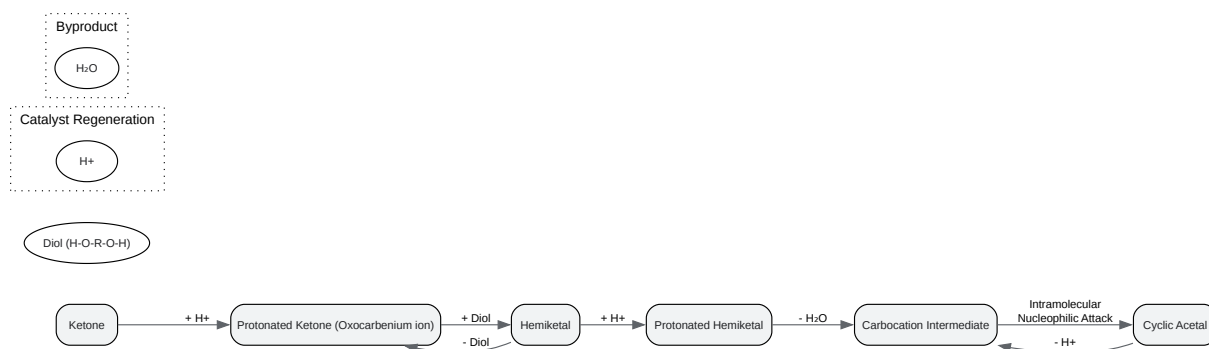 Byproduct
H₂O
Catalyst Regeneration
H+
Diol (H-O-R-O-H)
Ketone
+ H+
Protonated Ketone (Oxocarbenium ion)
+ Diol
- Diol
Hemiketal
+ H+
Protonated Hemiketal
- H₂O
Carbocation Intermediate
Intramolecular
Nucleophilic Attack
- H+
Cyclic Acetal